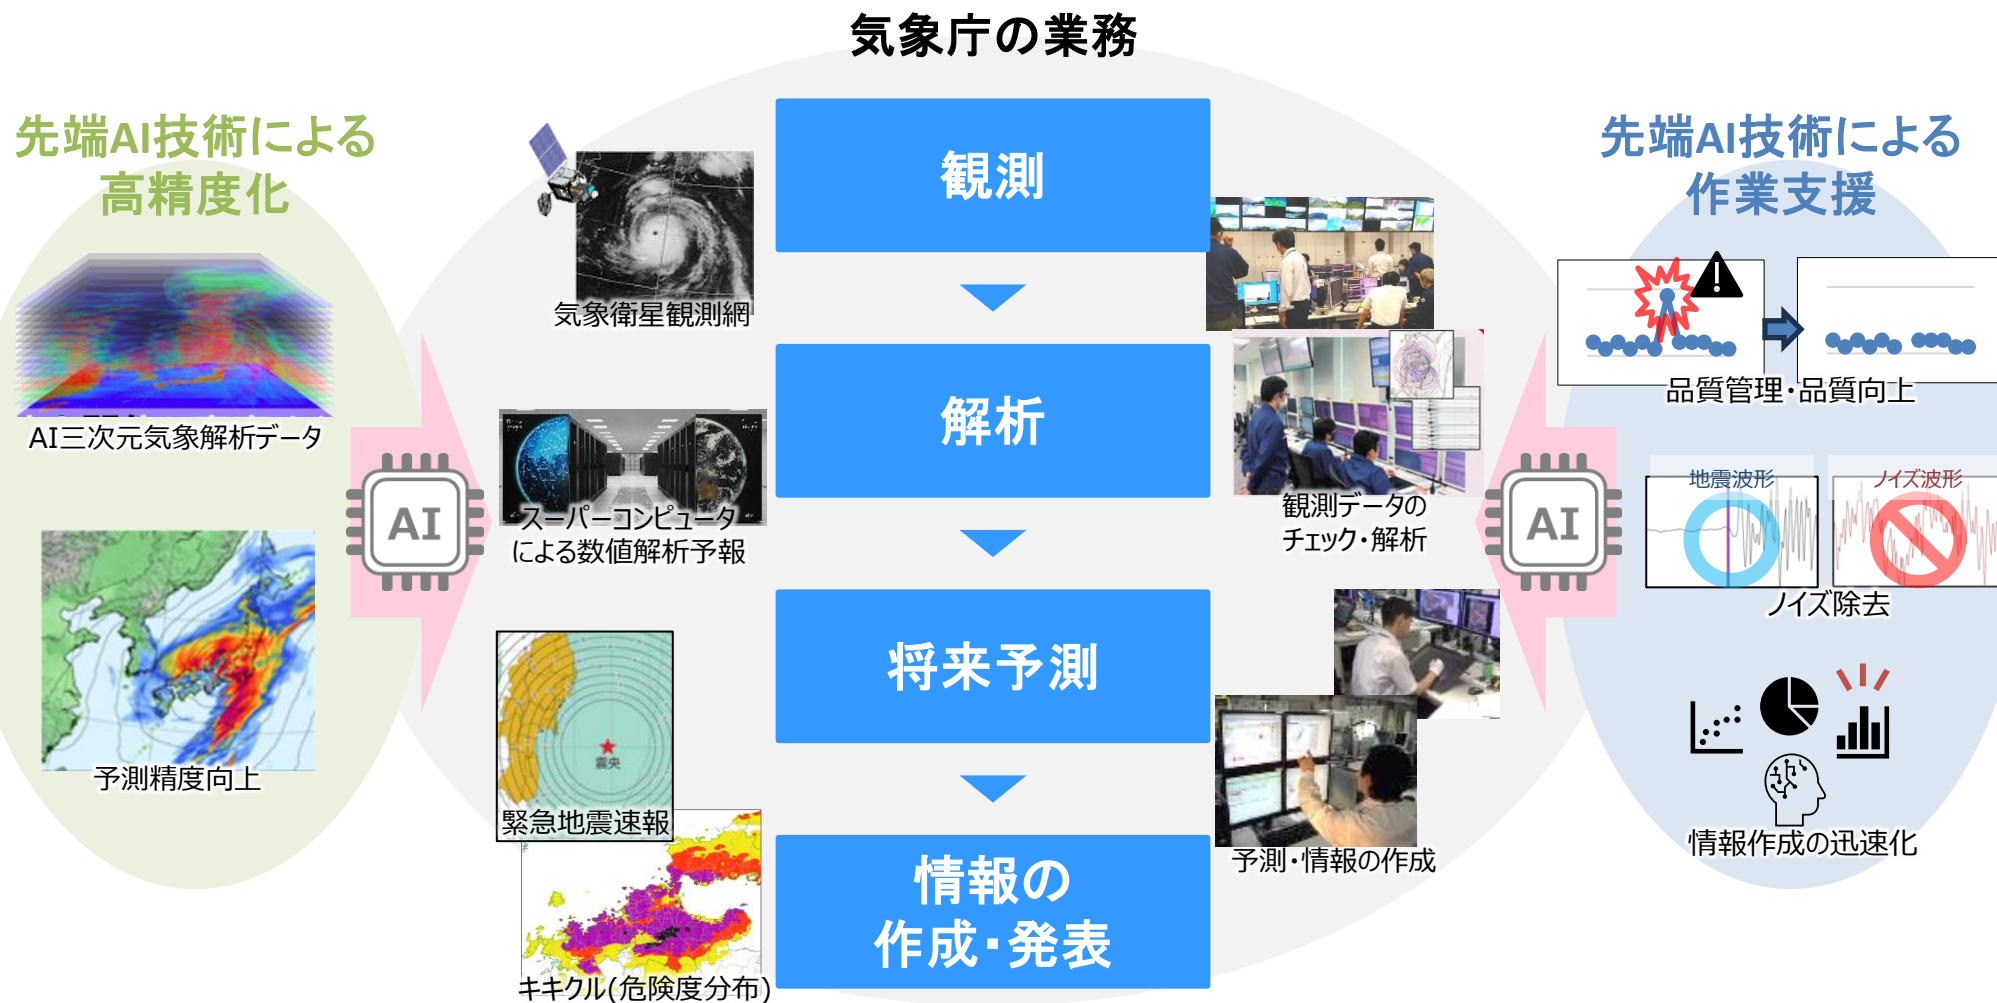 気象庁の業務
先端AI技術による
高精度化
AI三次元気象解析データ
予測精度向上
AI
観測
解析
将来予測
情報の
作成・発表
気象衛星観測網
スーパーコンピュータ
による数値解析予報
震央
緊急地震速報
キキクル(危険度分布)
観測データの
チェック・解析
予測・情報の作成
AI
先端AI技術による
作業支援
品質管理・品質向上
地震波形
ノイズ波形
ノイズ除去
情報作成の迅速化